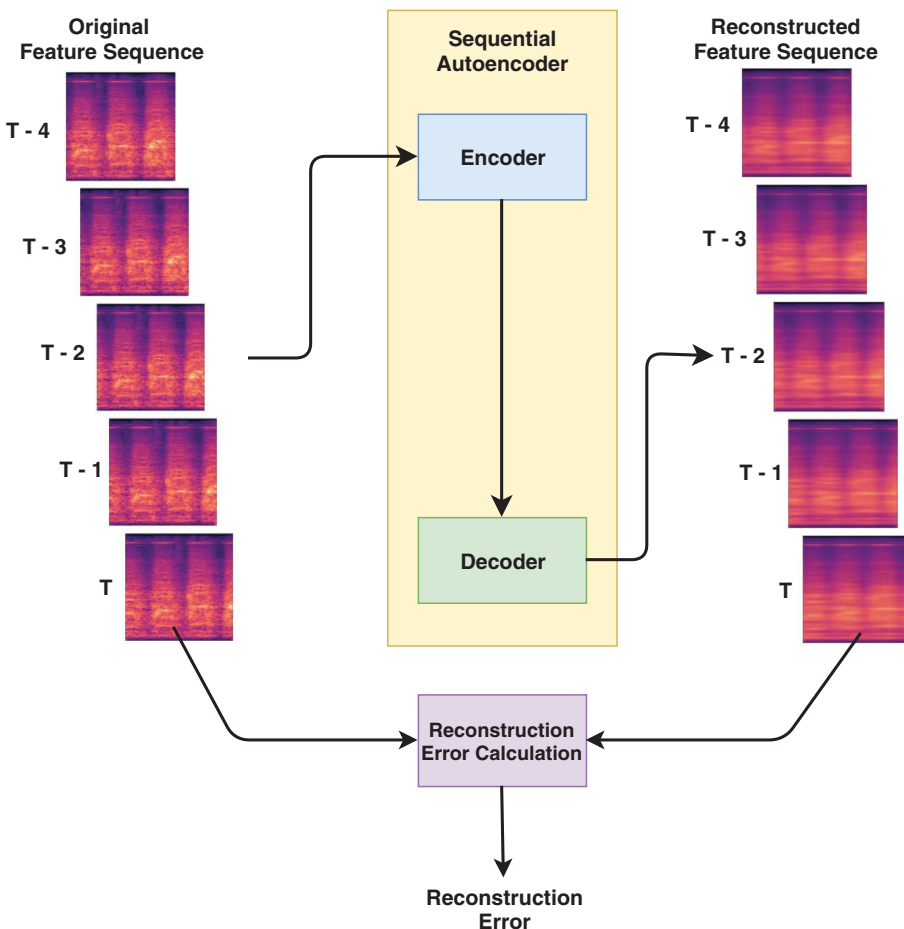 Original
Feature Sequence
T - 4
T - 3
T - 2
T - 1
T
Sequential
Autoencoder
Encoder
Decoder
Reconstructed
Feature Sequence
T - 4
T - 3
T - 2
T - 1
T
Reconstruction
Error Calculation
Reconstruction
Error